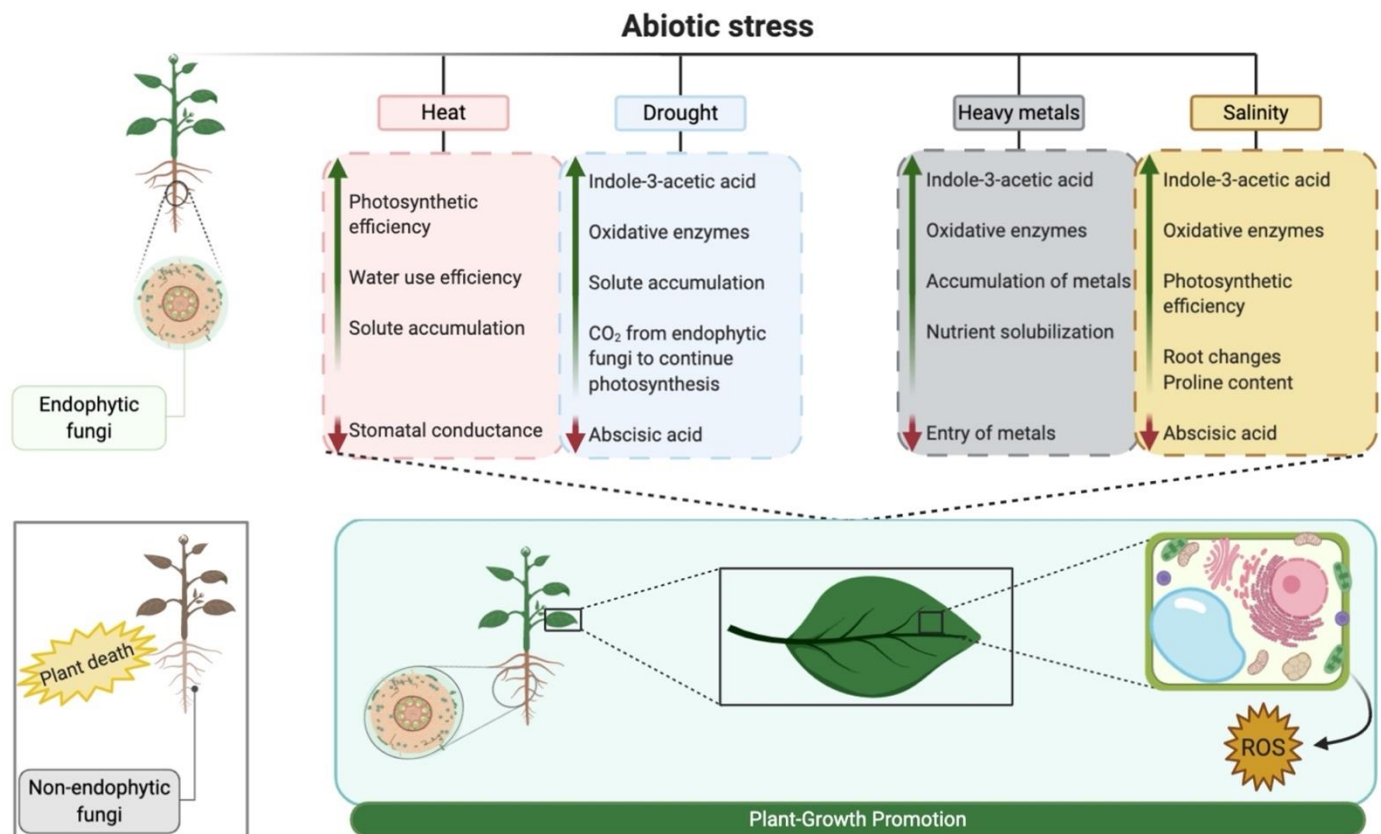 Abiotic stress
Heat
Drought
Heavy metals
Salinity
Photosynthetic
efficiency
Water use efficiency
Solute accumulation
Stomatal conductance
Indole-3-acetic acid
Oxidative enzymes
Solute accumulation
CO₂ from endophytic
fungi to continue
photosynthesis
Abscisic acid
Indole-3-acetic acid
Oxidative enzymes
Accumulation of metals
Nutrient solubilization
Entry of metals
Indole-3-acetic acid
Oxidative enzymes
Photosynthetic
efficiency
Root changes
Proline content
Abscisic acid
Endophytic
fungi
Plant death
Non-endophytic
fungi
ROS
Plant-Growth Promotion